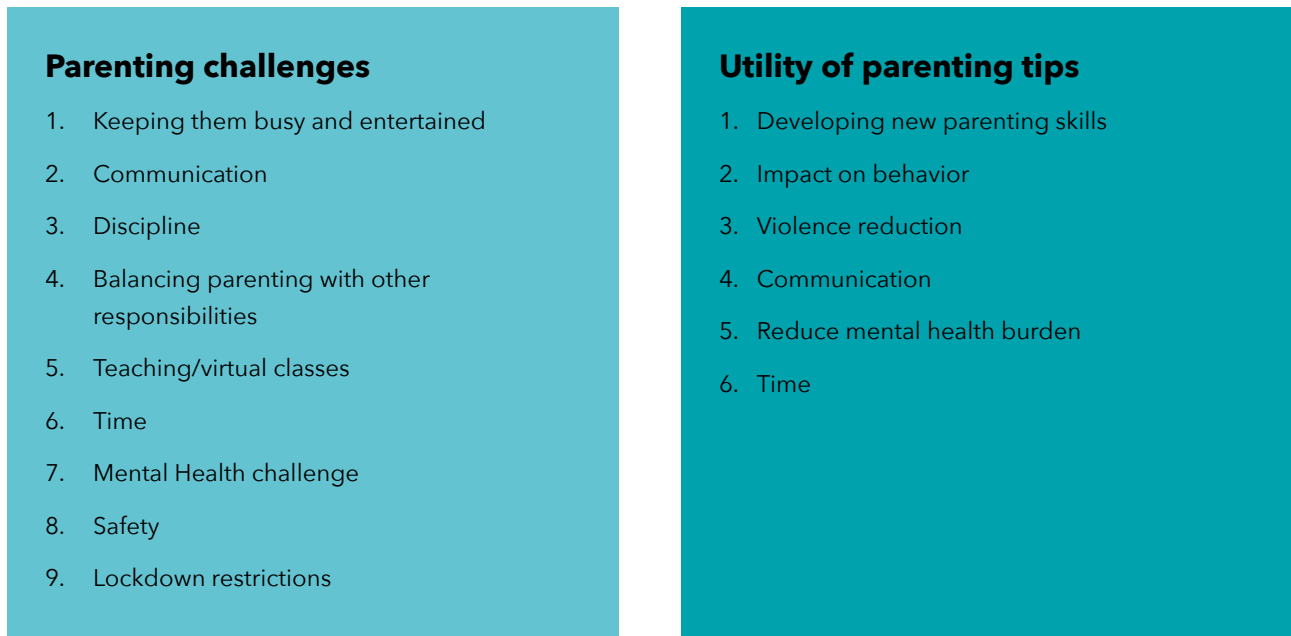 Parenting challenges
1. Keeping them busy and entertained
2. Communication
3. Discipline
4. Balancing parenting with other
responsibilities
5. Teaching/virtual classes
6. Time
7. Mental Health challenge
8. Safety
9. Lockdown restrictions
Utility of parenting tips
1. Developing new parenting skills
2. Impact on behavior
3. Violence reduction
4. Communication
5. Reduce mental health burden
6. Time